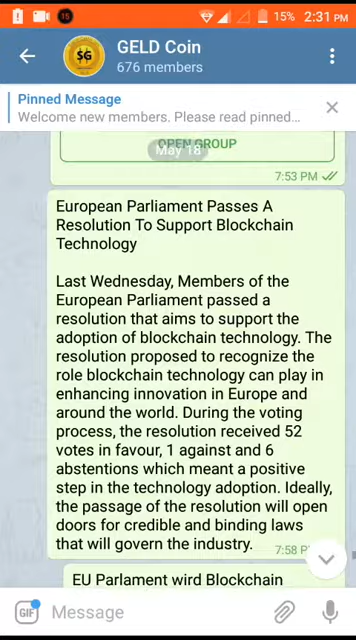 15
15%
2:31 PM
$G
GELD Coin
676 members
Pinned Message
Welcome new members. Please read pinned...
OPEN GROUP
May 18
7:53 PM
European Parliament Passes A
Resolution To Support Blockchain
Technology
Last Wednesday, Members of the
European Parliament passed a
resolution that aims to support the
adoption of blockchain technology. The
resolution proposed to recognize the
role blockchain technology can play in
enhancing innovation in Europe and
around the world. During the voting
process, the resolution received 52
votes in favour, 1 against and 6
abstentions which meant a positive
step in the technology adoption. Ideally,
the passage of the resolution will open
doors for credible and binding laws
that will govern the industry.
7:58 P
EU Parlament wird Blockchain
GIF
Message